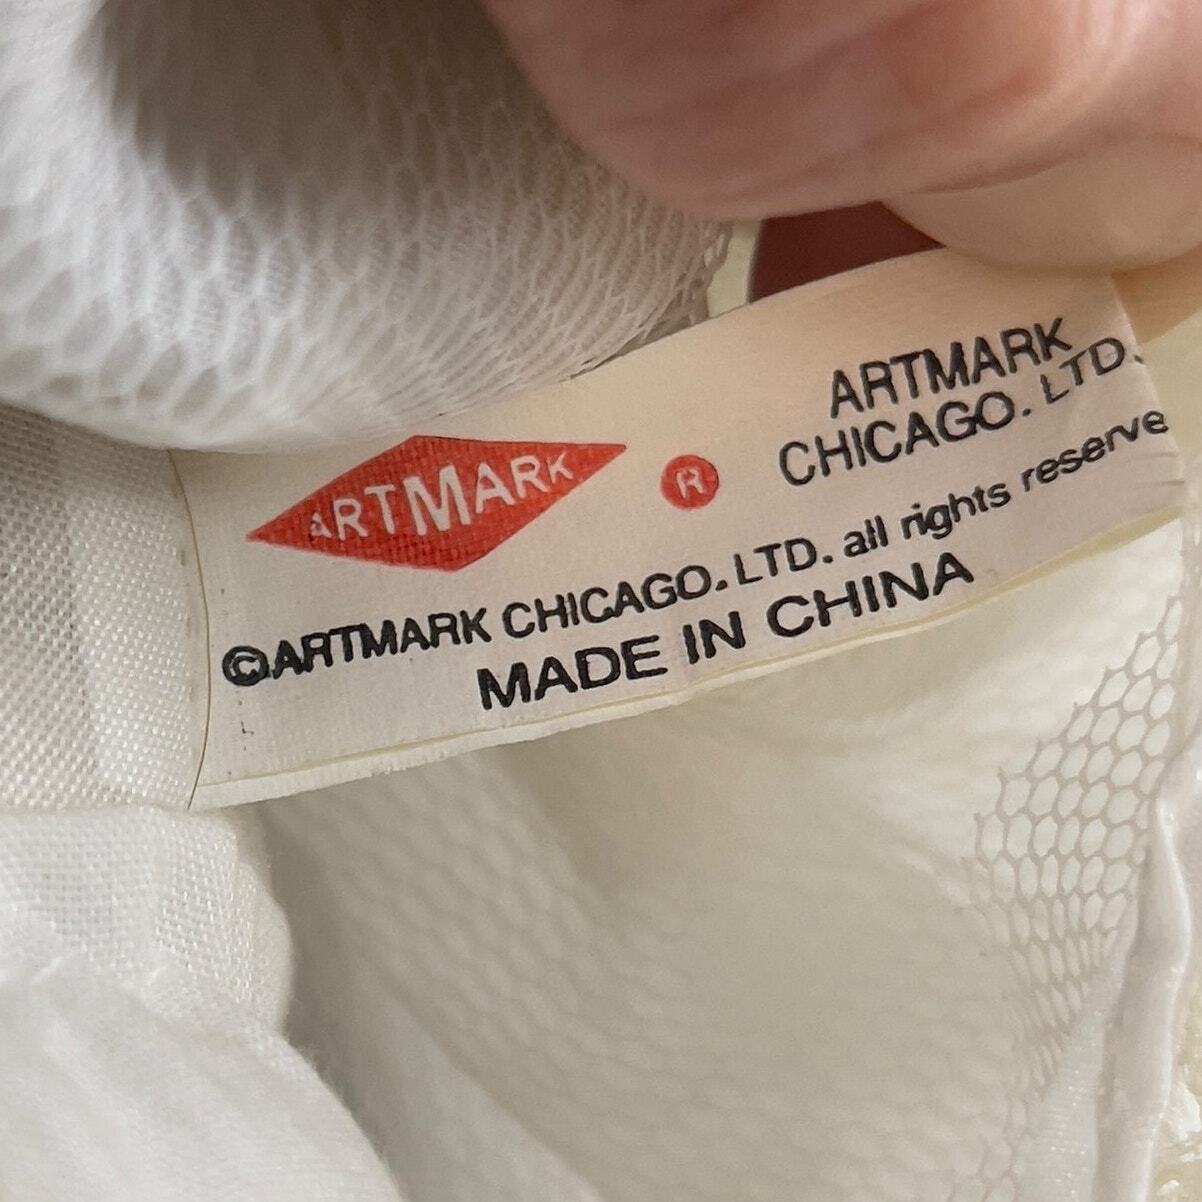 ARTMARK
®
ARTMARK
CHICAGO. LTD.
©ARTMARK CHICAGO. LTD. all rights reserve
MADE IN CHINA